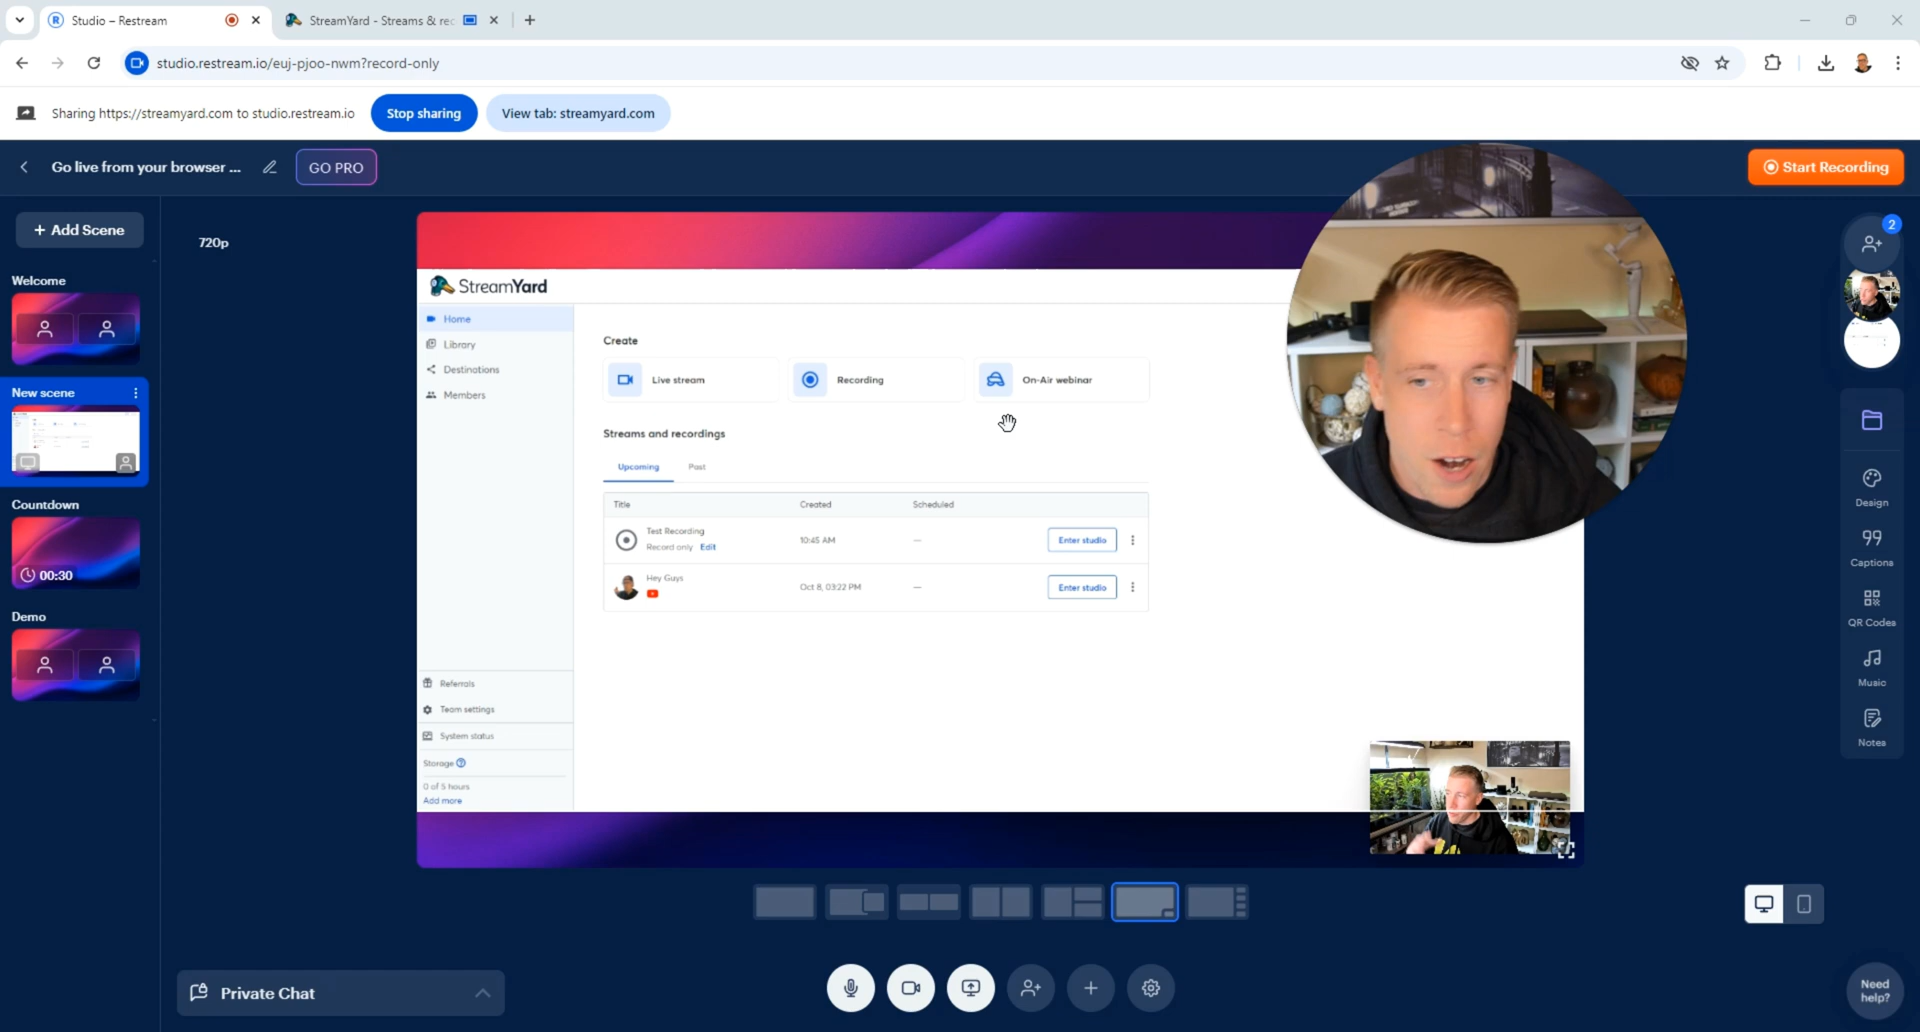 Studio – Restream
StreamYard - Streams & rec
studio.restream.io/euj-pjoo-nwm?record-only
Sharing https://streamyard.com to studio.restream.io
Stop sharing
View tab: streamyard.com
Go live from your browser ...
GO PRO
Start Recording
+ Add Scene
720p
2
Welcome
New scene
Countdown
00:30
Demo
StreamYard
Home
Library
Destinations
Members
Create
Live stream
Recording
On-Air webinar
Streams and recordings
Upcoming
Past
Title
Created
Scheduled
Test Recording
Record only Edit
10:45 AM
—
Enter studio
Hey Guys
Oct 8, 03:22 PM
—
Enter studio
Referrals
Team settings
System status
Storage
0 of 5 hours
Add more
Design
Captions
QR Codes
Music
Notes
Private Chat
Need
help?